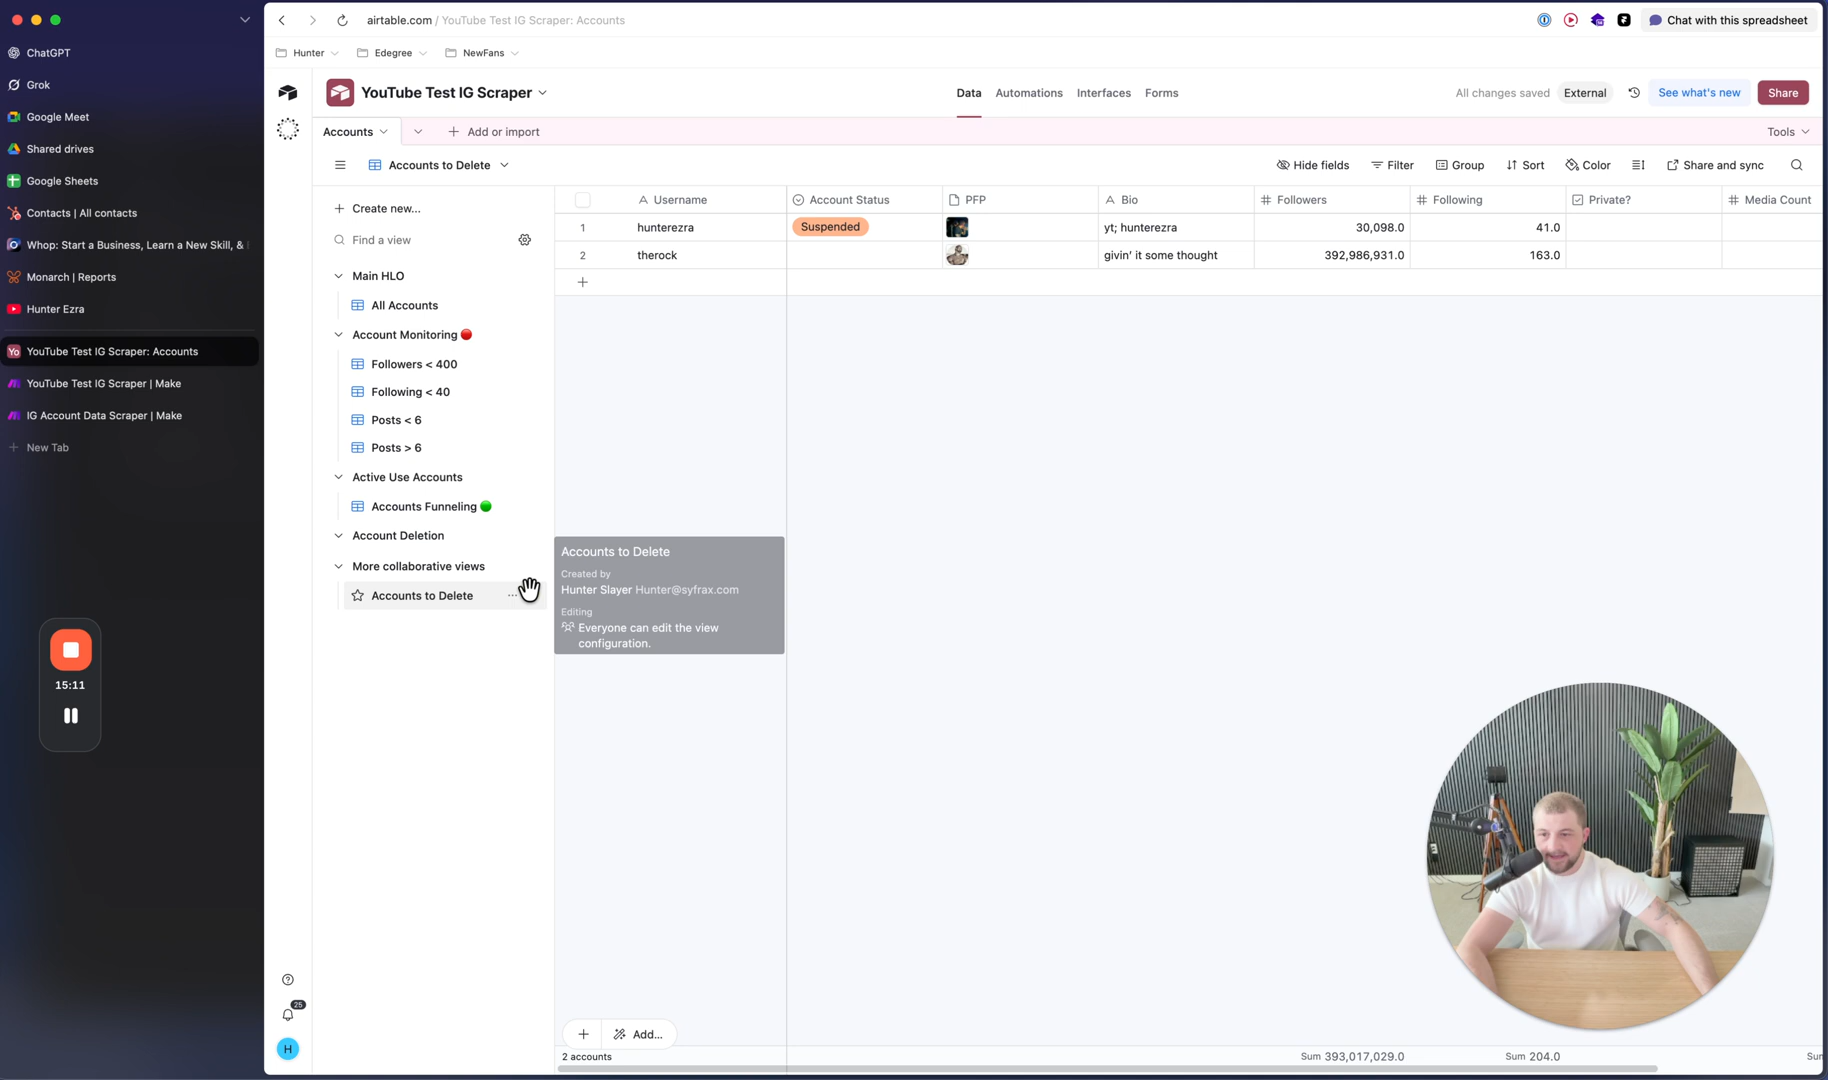 ChatGPT
Grok
Google Meet
Shared drives
Google Sheets
Contacts | All contacts
Whop: Start a Business, Learn a New Skill, &
Monarch | Reports
Hunter Ezra
Yo YouTube Test IG Scraper: Accounts
YouTube Test IG Scraper | Make
IG Account Data Scraper | Make
New Tab
15:11
airtable.com / YouTube Test IG Scraper: Accounts
Chat with this spreadsheet
Hunter
Edegree
NewFans
YouTube Test IG Scraper
Data
Automations
Interfaces
Forms
All changes saved
External
See what's new
Share
Accounts
Add or import
Tools
Accounts to Delete
Hide fields
Filter
Group
Sort
Color
Share and sync
Create new...
Find a view
Main HLO
All Accounts
Account Monitoring
Followers < 400
Following < 40
Posts < 6
Posts > 6
Active Use Accounts
Accounts Funneling
Account Deletion
More collaborative views
Accounts to Delete
Username Account Status PFP Bio Followers Following Private? Media Count
1 hunterezra Suspended yt; hunterezra 30,098.0 41.0
2 therock givin' it some thought 392,986,931.0 163.0
Accounts to Delete
Created by
Hunter Slayer Hunter@syfrax.com
Editing
Everyone can edit the view
configuration.
25
H
Add...
2 accounts
Sum 393,017,029.0
Sum 204.0
Sum